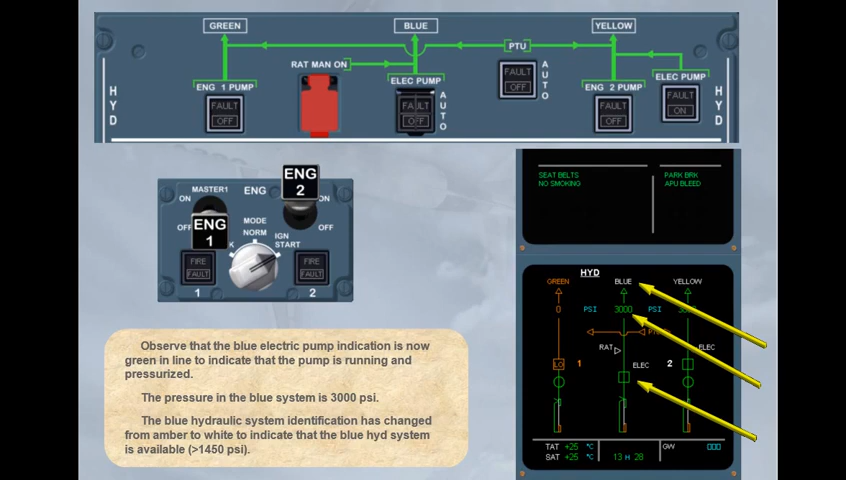 GREEN
BLUE
YELLOW
PTU
RAT MAN ON
ENG 1 PUMP
ELEC PUMP
ENG 2 PUMP
ELEC PUMP
HYD
FAULT
OFF
FAULT
OFF
AUTO
FAULT
OFF
AUTO
FAULT
OFF
FAULT
ON
HYD
MASTER1
ENG
ENG
2
ON
ON
OFF
ENG
1
OFF
MODE
NORM
IGN
START
K
FIRE
FAULT
FIRE
FAULT
1
2
SEAT BELTS
NO SMOKING
PARK BRK
APU BLEED
HYD
GREEN
BLUE
YELLOW
0
PSI
3000
PSI
RAT
ELEC
LO
1
ELEC
2
TAT +25 °C
SAT +25 °C
13 H 28
GW
Observe that the blue electric pump indication is now
green in line to indicate that the pump is running and
pressurized.
The pressure in the blue system is 3000 psi.
The blue hydraulic system identification has changed
from amber to white to indicate that the blue hyd system
is available (>1450 psi).